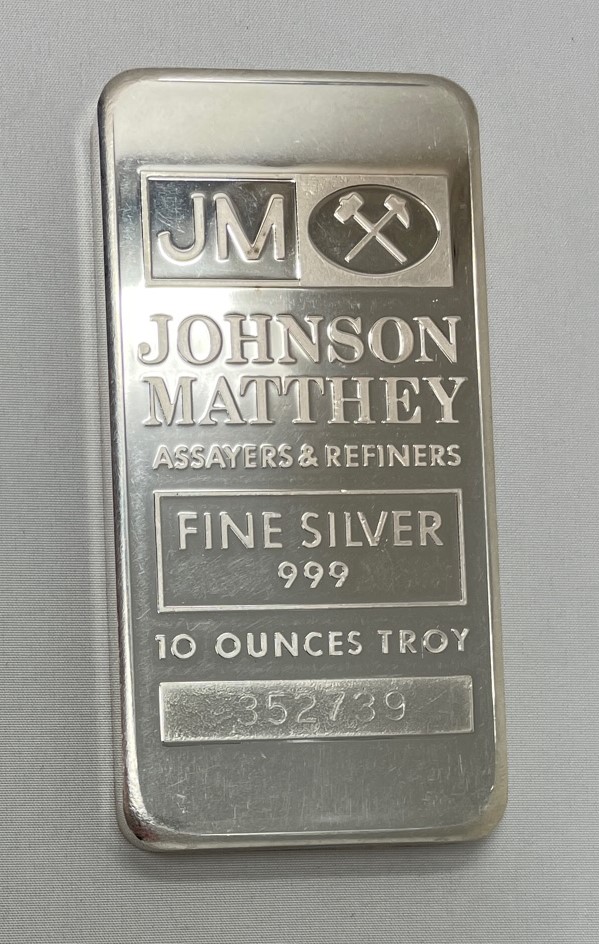 JM
JOHNSON
MATTHEY
ASSAYERS & REFINERS
FINE SILVER
999
10 OUNCES TROY
352739